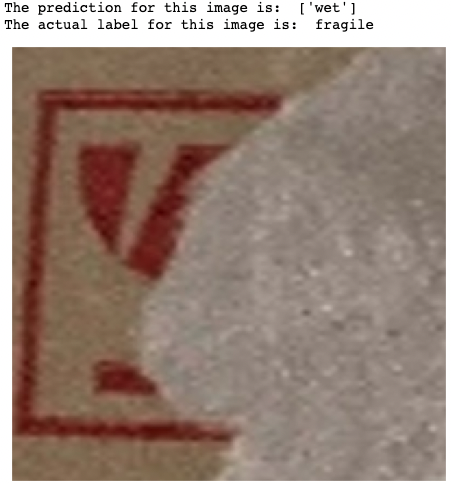 The prediction for this image is:  ['wet']
The actual label for this image is:  fragile